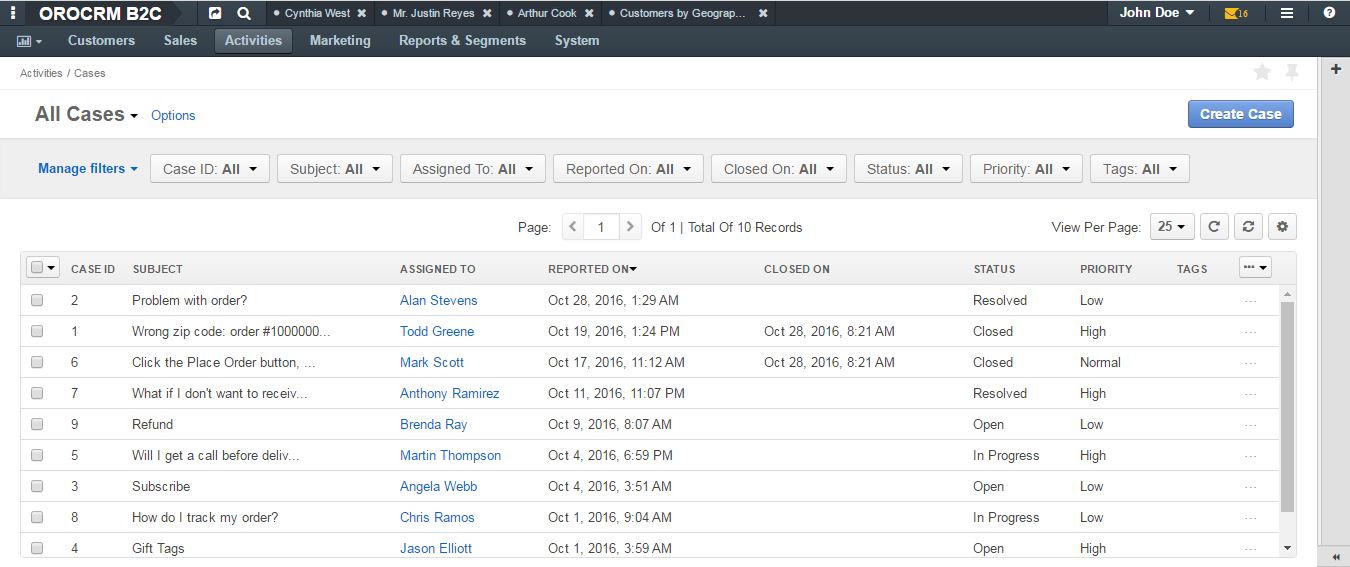 OROCRM B2C Cynthia West Mr. Justin Reyes Arthur Cook Customers by Geograp... John Doe 16
Customers Sales Activities Marketing Reports & Segments System
Activities / Cases
All Cases Options Create Case
Manage filters Case ID: All Subject: All Assigned To: All Reported On: All Closed On: All Status: All Priority: All Tags: All
Page: 1 Of 1 | Total Of 10 Records View Per Page: 25
CASE ID SUBJECT ASSIGNED TO REPORTED ON CLOSED ON STATUS PRIORITY TAGS
2 Problem with order? Alan Stevens Oct 28, 2016, 1:29 AM Resolved Low ...
1 Wrong zip code: order #1000000... Todd Greene Oct 19, 2016, 1:24 PM Oct 28, 2016, 8:21 AM Closed High ...
6 Click the Place Order button, ... Mark Scott Oct 17, 2016, 11:12 AM Oct 28, 2016, 8:21 AM Closed Normal ...
7 What if I don't want to receiv... Anthony Ramirez Oct 11, 2016, 11:07 PM Resolved High ...
9 Refund Brenda Ray Oct 9, 2016, 8:07 AM Open Low ...
5 Will I get a call before deliv... Martin Thompson Oct 4, 2016, 6:59 PM In Progress High ...
3 Subscribe Angela Webb Oct 4, 2016, 3:51 AM Open Low ...
8 How do I track my order? Chris Ramos Oct 1, 2016, 9:04 AM In Progress Low ...
4 Gift Tags Jason Elliott Oct 1, 2016, 3:59 AM Open High ...